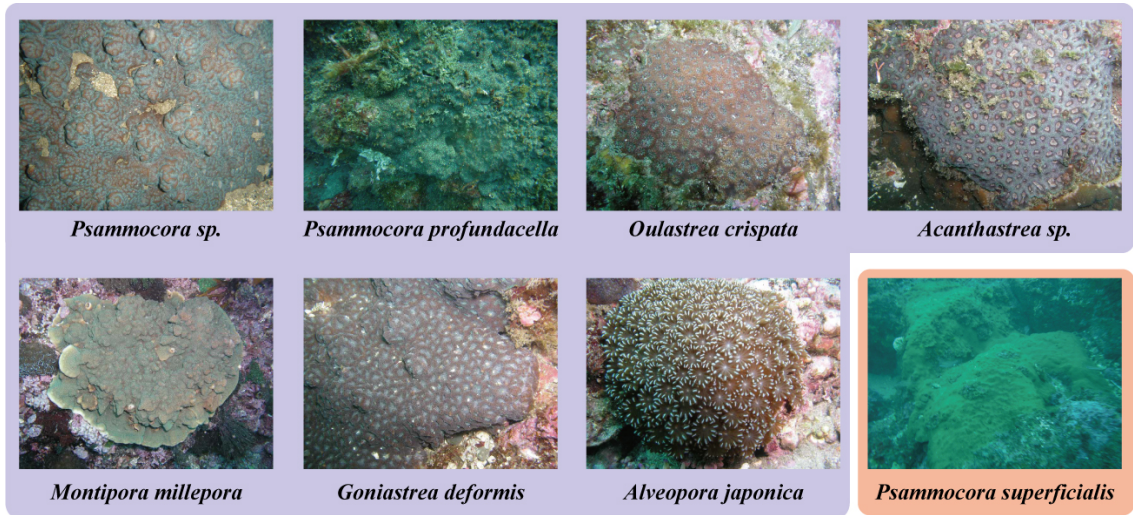 Psammocora sp.
Psammocora profundacella
Oulastrea crispata
Acanthastrea sp.
Montipora millepora
Goniastrea deformis
Alveopora japonica
Psammocora superficialis